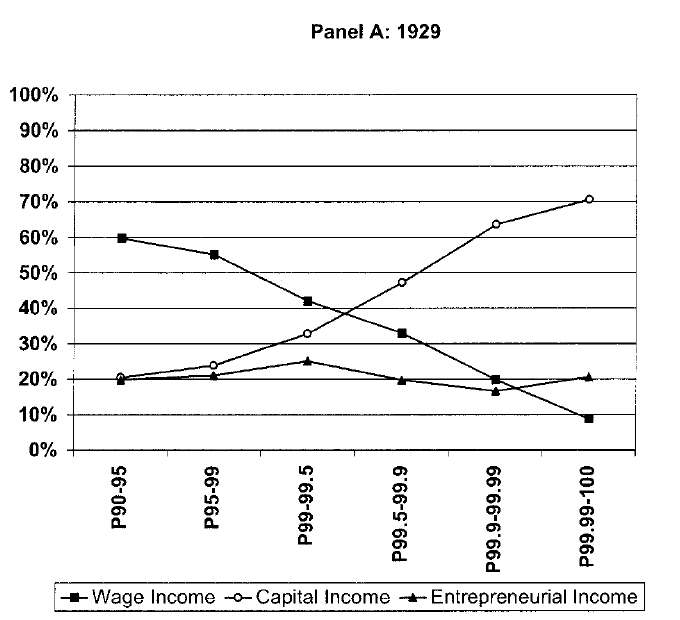 Panel A: 1929
100%
90%
80%
70%
60%
50%
40%
30%
20%
10%
0%
P90-95
P95-99
P99-99.5
P99.5-99.9
P99.9-99.99
P99.99-100
Wage Income Capital Income Entrepreneurial Income